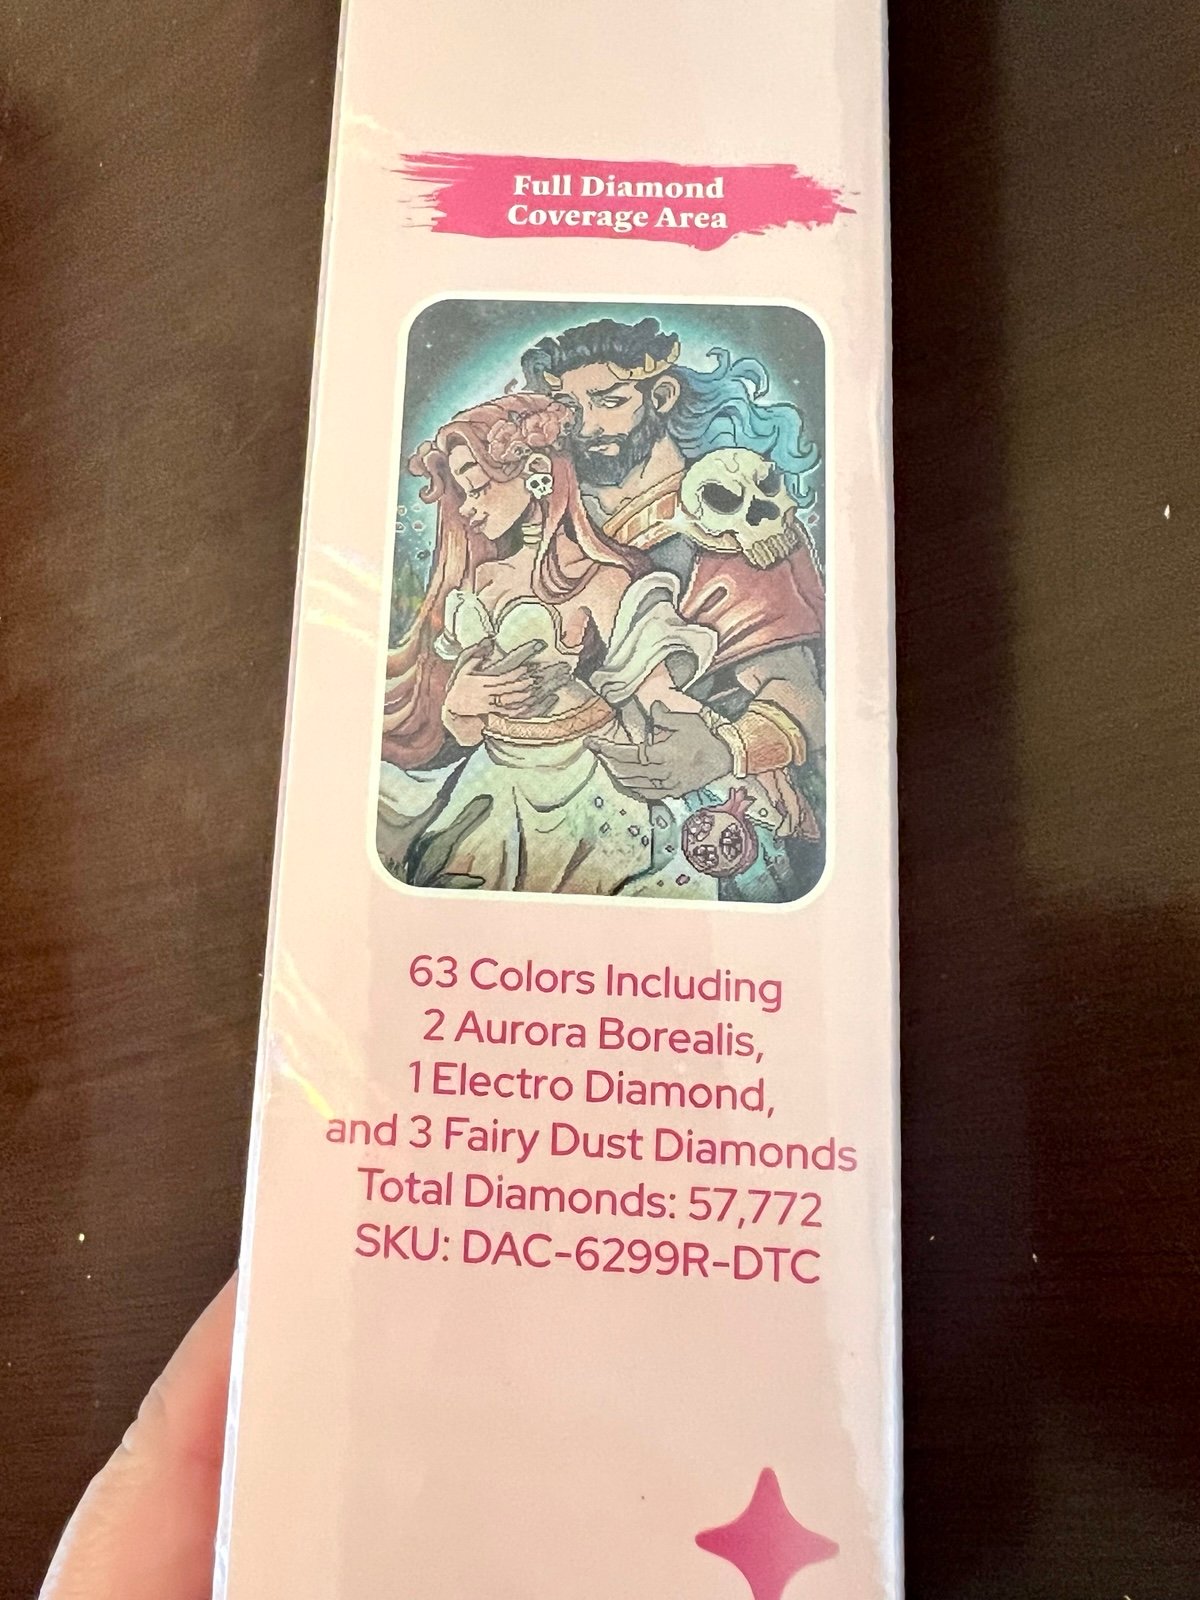 Full Diamond
Coverage Area
63 Colors Including
2 Aurora Borealis,
1 Electro Diamond,
and 3 Fairy Dust Diamonds
Total Diamonds: 57,772
SKU: DAC-6299R-DTC